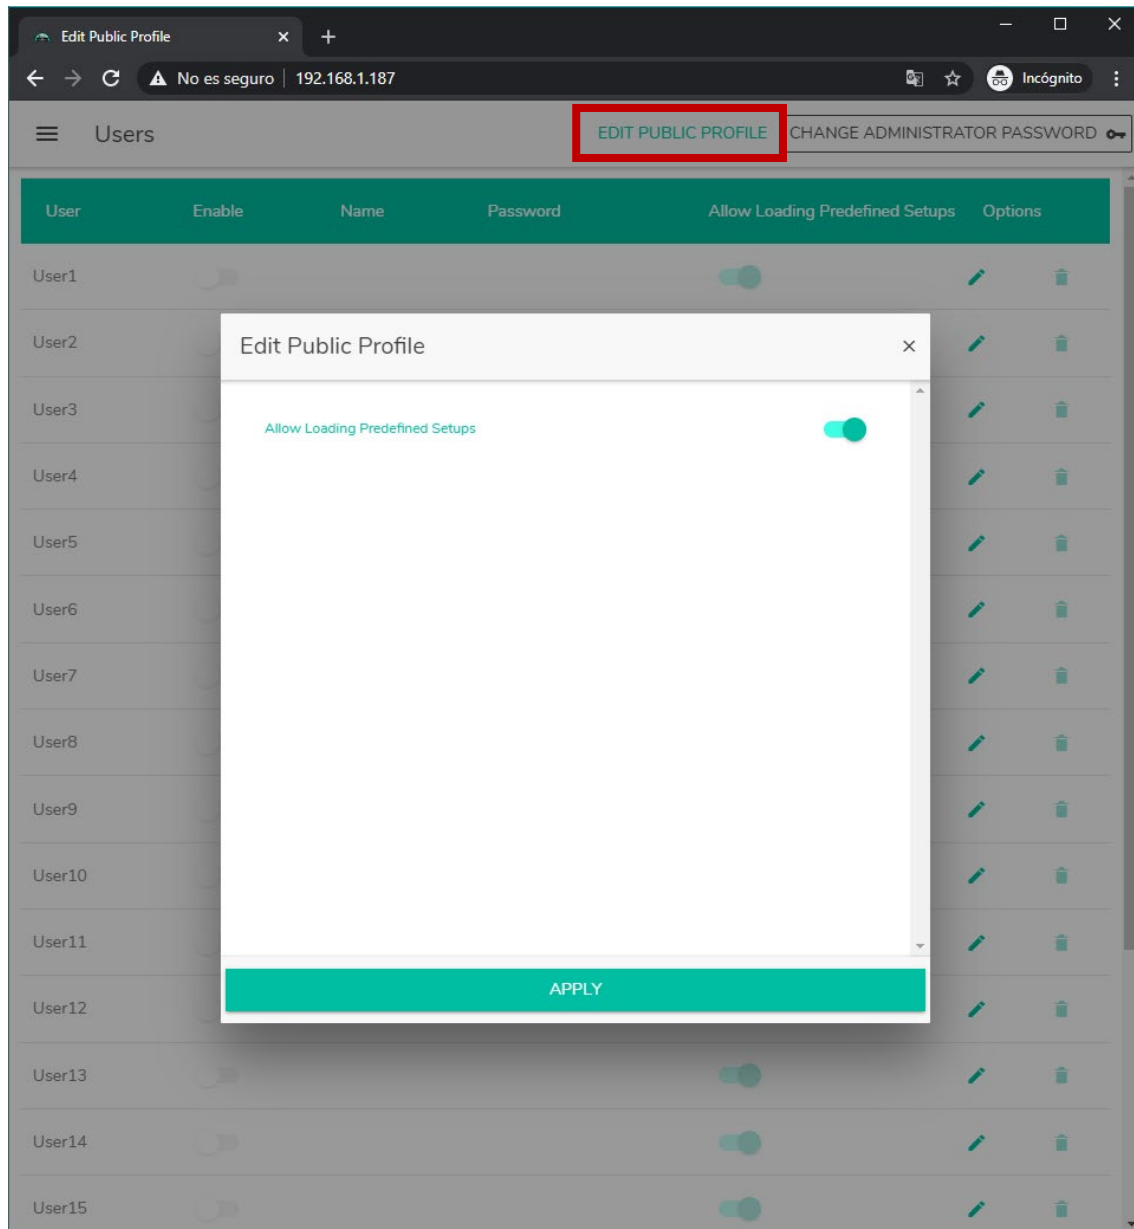 Edit Public Profile
No es seguro | 192.168.1.187 Incógnito
Users EDIT PUBLIC PROFILE CHANGE ADMINISTRATOR PASSWORD
User Enable Name Password Allow Loading Predefined Setups Options
User1
User2
Edit Public Profile
User3
Allow Loading Predefined Setups
User4
User5
User6
User7
User8
User9
User10
User11
APPLY
User12
User13
User14
User15